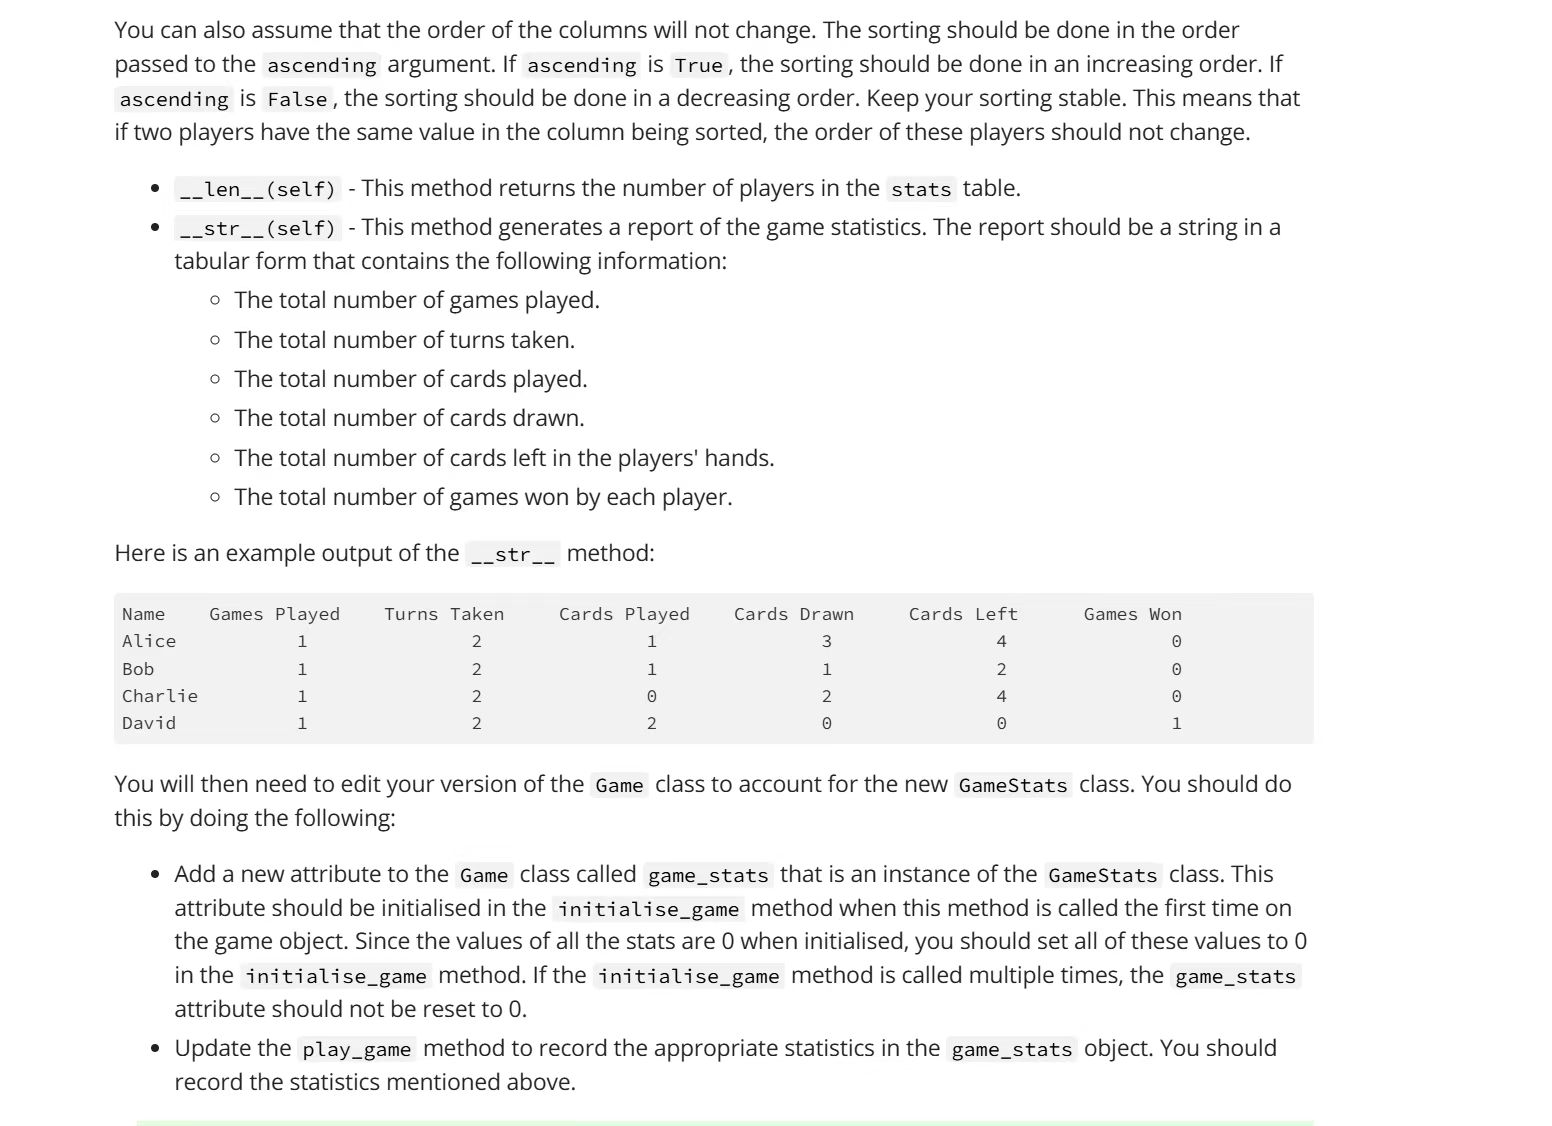 You can also assume that the order of the columns will not change. The sorting should be done in the order
passed to the ascending argument. If ascending is True, the sorting should be done in an increasing order. If
ascending is False, the sorting should be done in a decreasing order. Keep your sorting stable. This means that
if two players have the same value in the column being sorted, the order of these players should not change.
• __len__(self) - This method returns the number of players in the stats table.
• __str__(self) - This method generates a report of the game statistics. The report should be a string in a
tabular form that contains the following information:
◦ The total number of games played.
◦ The total number of turns taken.
◦ The total number of cards played.
◦ The total number of cards drawn.
◦ The total number of cards left in the players' hands.
◦ The total number of games won by each player.
Here is an example output of the __str__ method:
Name    Games Played    Turns Taken     Cards Played    Cards Drawn     Cards Left      Games Won
Alice           1               2               1               3               4               0
Bob             1               2               1               1               2               0
Charlie         1               2               0               2               4               0
David           1               2               2               0               0               1
You will then need to edit your version of the Game class to account for the new GameStats class. You should do
this by doing the following:
• Add a new attribute to the Game class called game_stats that is an instance of the GameStats class. This
attribute should be initialised in the initialise_game method when this method is called the first time on
the game object. Since the values of all the stats are 0 when initialised, you should set all of these values to 0
in the initialise_game method. If the initialise_game method is called multiple times, the game_stats
attribute should not be reset to 0.
• Update the play_game method to record the appropriate statistics in the game_stats object. You should
record the statistics mentioned above.